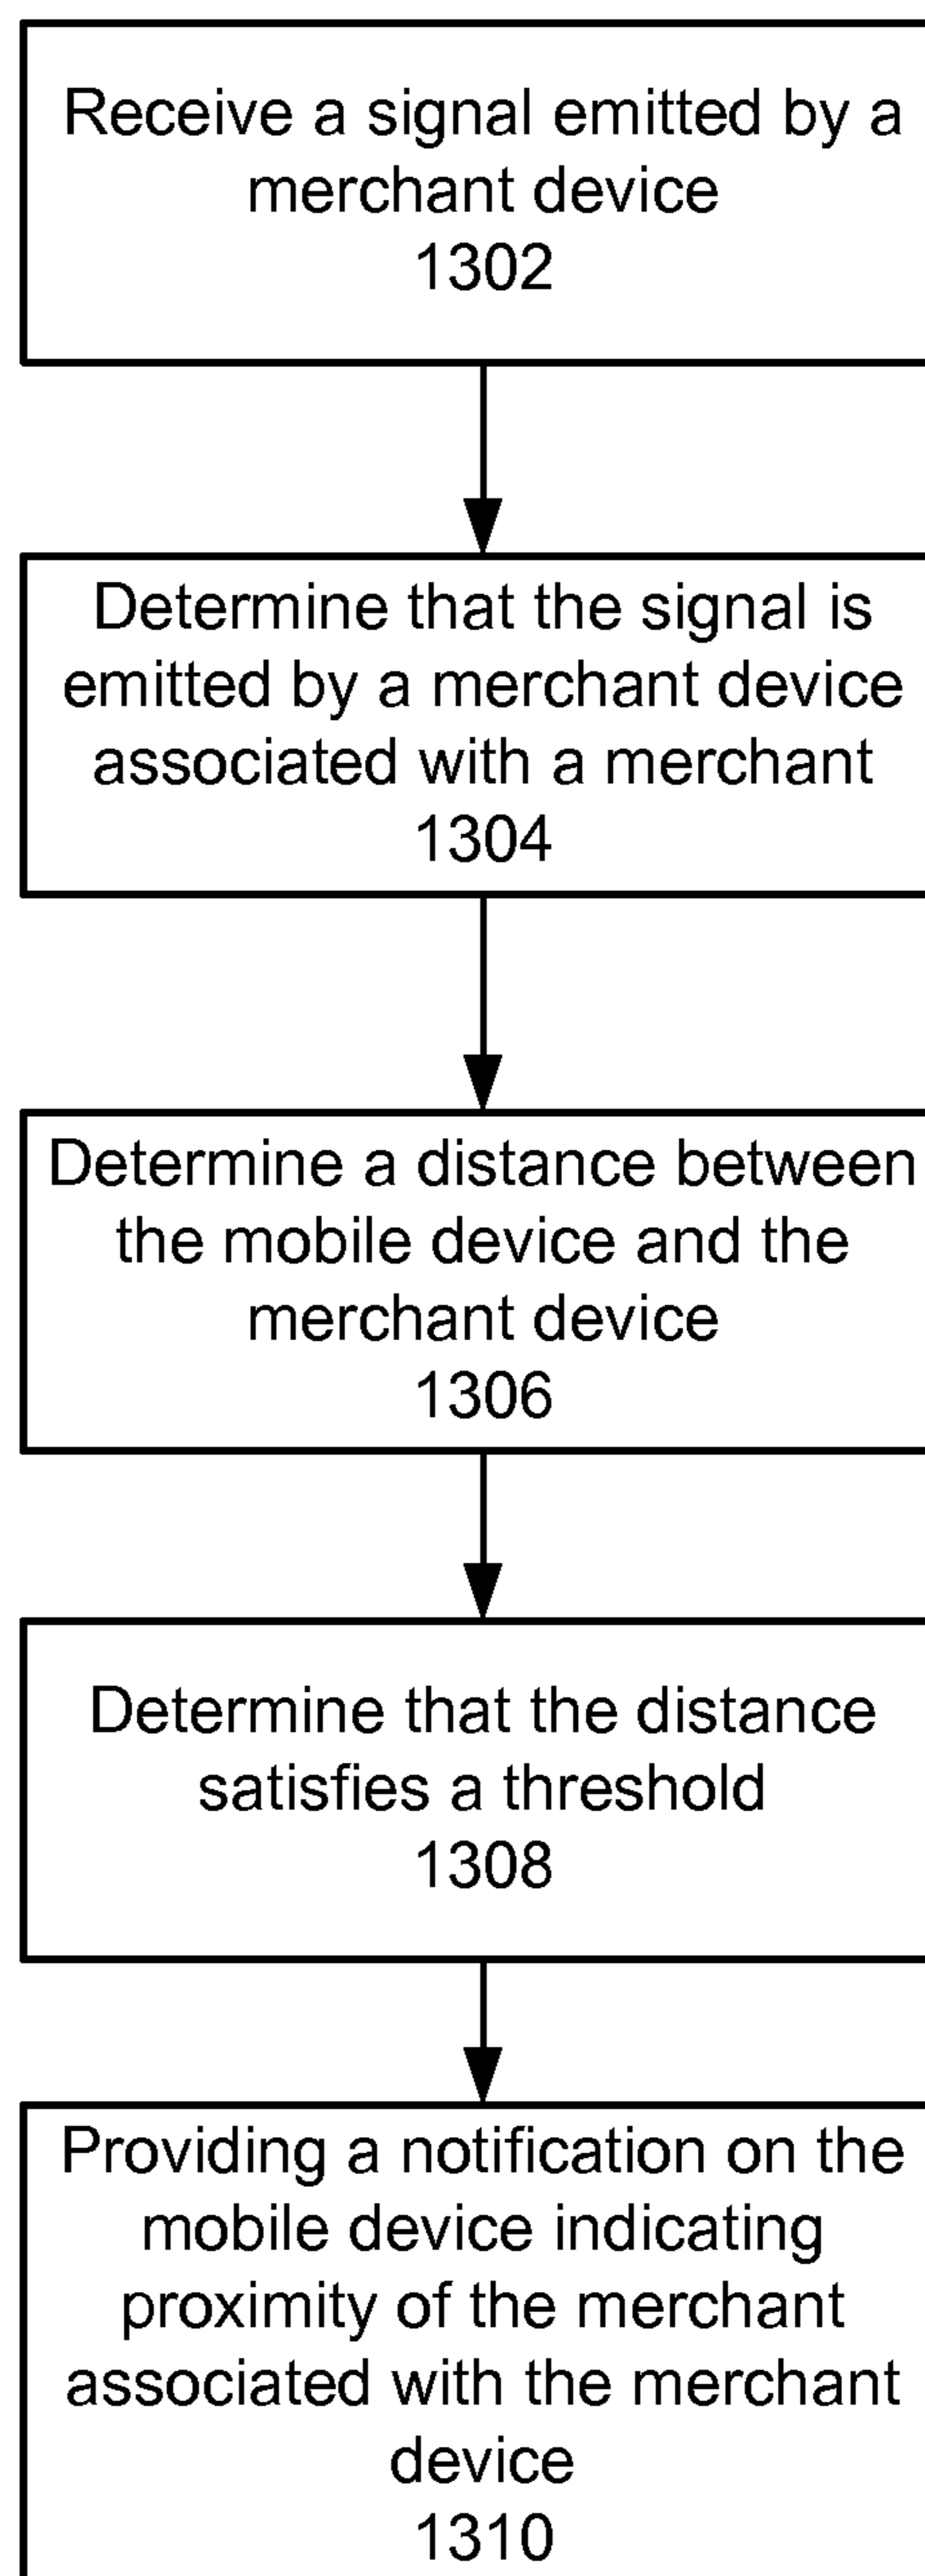 Receive a signal emitted by a
merchant device
1302
Determine that the signal is
emitted by a merchant device
associated with a merchant
1304
Determine a distance between
the mobile device and the
merchant device
1306
Determine that the distance
satisfies a threshold
1308
Providing a notification on the
mobile device indicating
proximity of the merchant
associated with the merchant
device
1310